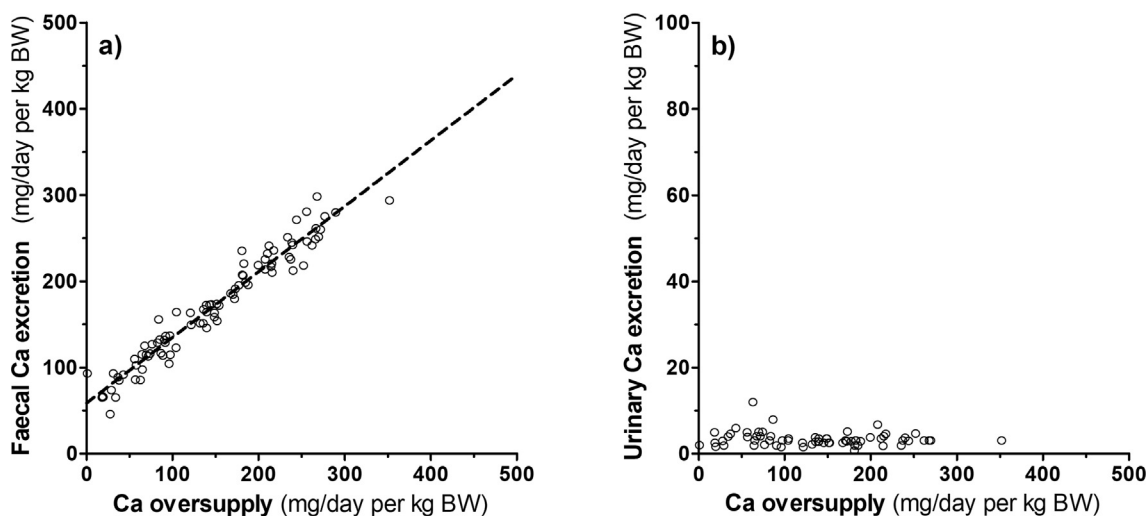 a)
Faecal Ca excretion (mg/day per kg BW)
500
400
300
200
100
0
0 100 200 300 400 500
Ca oversupply (mg/day per kg BW)
b)
Urinary Ca excretion (mg/day per kg BW)
100
80
60
40
20
0
0 100 200 300 400 500
Ca oversupply (mg/day per kg BW)